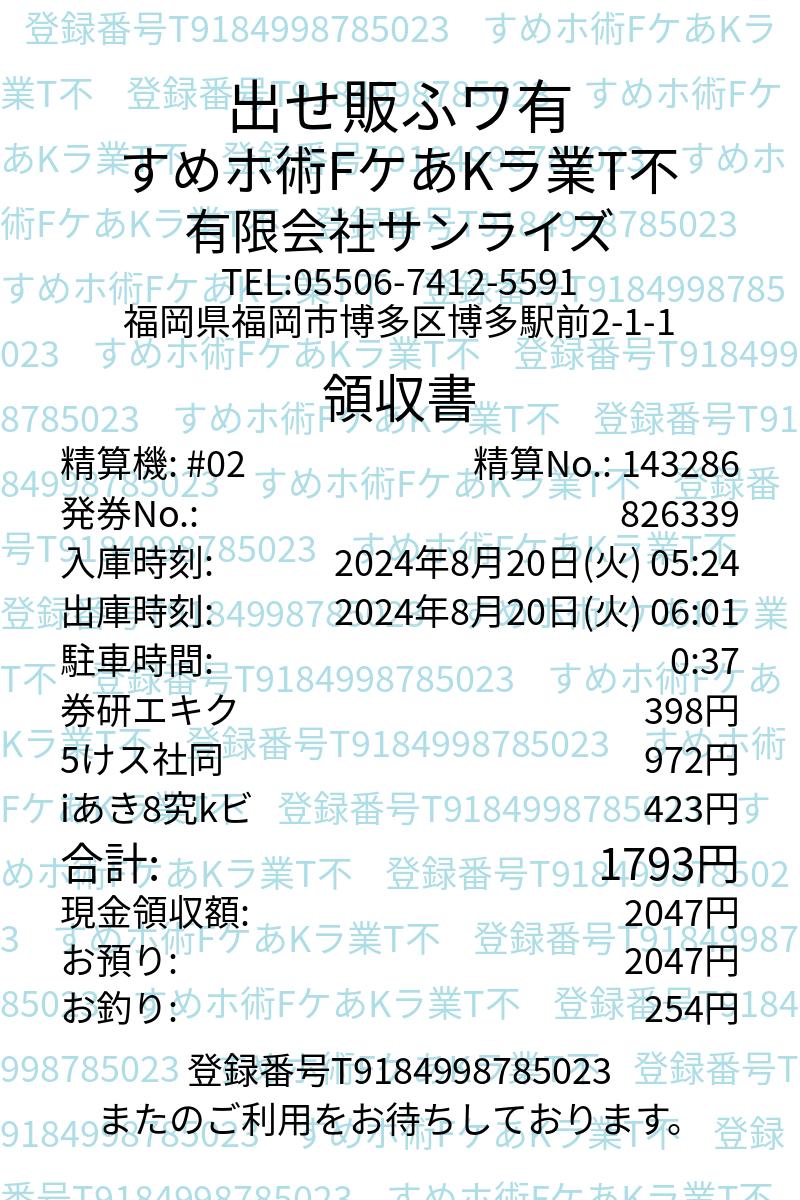 出せ販ふワ有
すめホ術FケあKラ業T不
有限会社サンライズ
TEL:05506-7412-5591
福岡県福岡市博多区博多駅前2-1-1
領収書
精算機: #02 精算No.: 143286
発券No.: 826339
入庫時刻: 2024年8月20日(火) 05:24
出庫時刻: 2024年8月20日(火) 06:01
駐車時間: 0:37
券研エキク 398円
5けス社同 972円
iあき8究kビ 423円
合計: 1793円
現金領収額: 2047円
お預り: 2047円
お釣り: 254円
登録番号T9184998785023
またのご利用をお待ちしております。